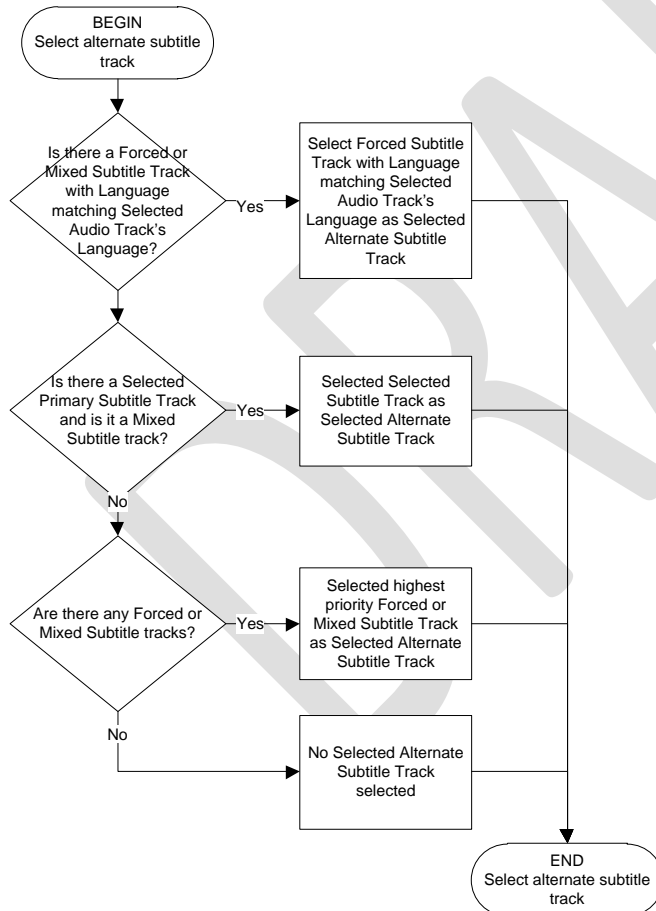 BEGIN
Select alternate subtitle
track
Is there a Forced or
Mixed Subtitle Track
with Language
matching Selected
Audio Track's
Language?
Yes
Select Forced Subtitle
Track with Language
matching Selected
Audio Track's
Language as Selected
Alternate Subtitle
Track
Is there a Selected
Primary Subtitle Track
and is it a Mixed
Subtitle track?
Yes
Selected Selected
Subtitle Track as
Selected Alternate
Subtitle Track
No
Are there any Forced or
Mixed Subtitle tracks?
Yes
Selected highest
priority Forced or
Mixed Subtitle Track
as Selected Alternate
Subtitle Track
No
No Selected Alternate
Subtitle Track
selected
END
Select alternate subtitle
track